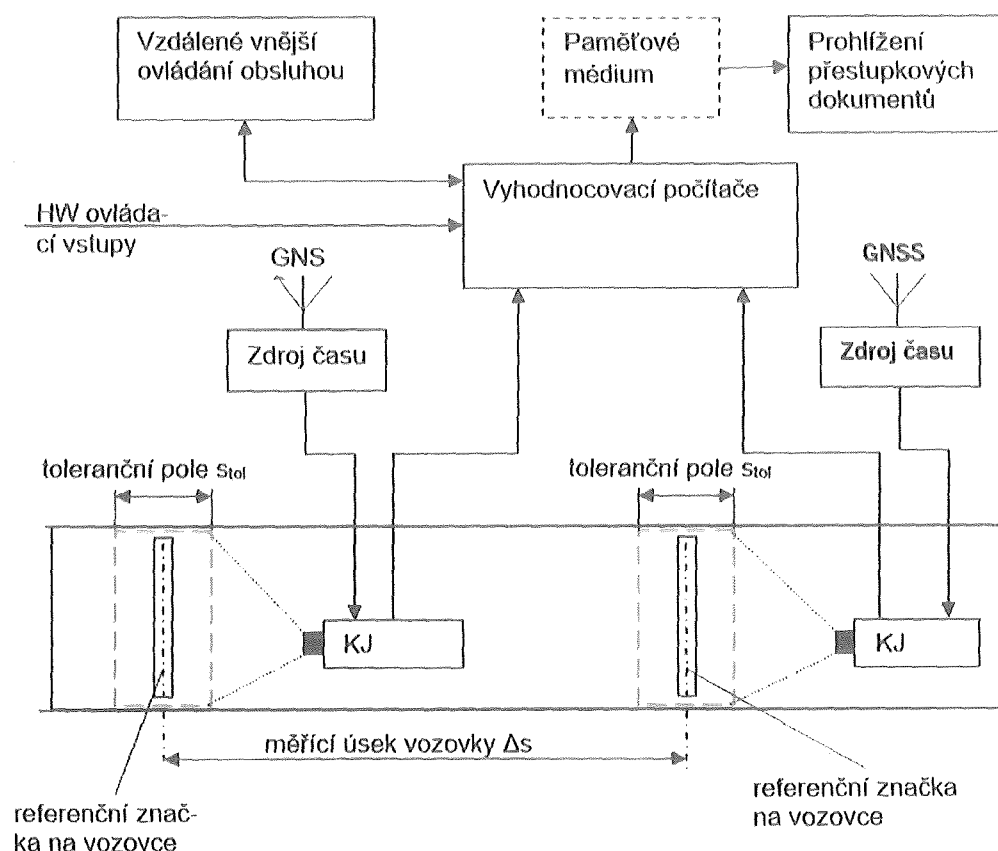 Vzdálené vnější
ovládání obsluhou
Paměťové
médium
Prohlížení
přestupkových
dokumentů
Vyhodnocovací počítače
HW ovláda-
cí vstupy
GNS
GNSS
Zdroj času
Zdroj času
toleranční pole stol
toleranční pole stol
KJ
KJ
měřící úsek vozovky Δs
referenční znač-
ka na vozovce
referenční značka
na vozovce